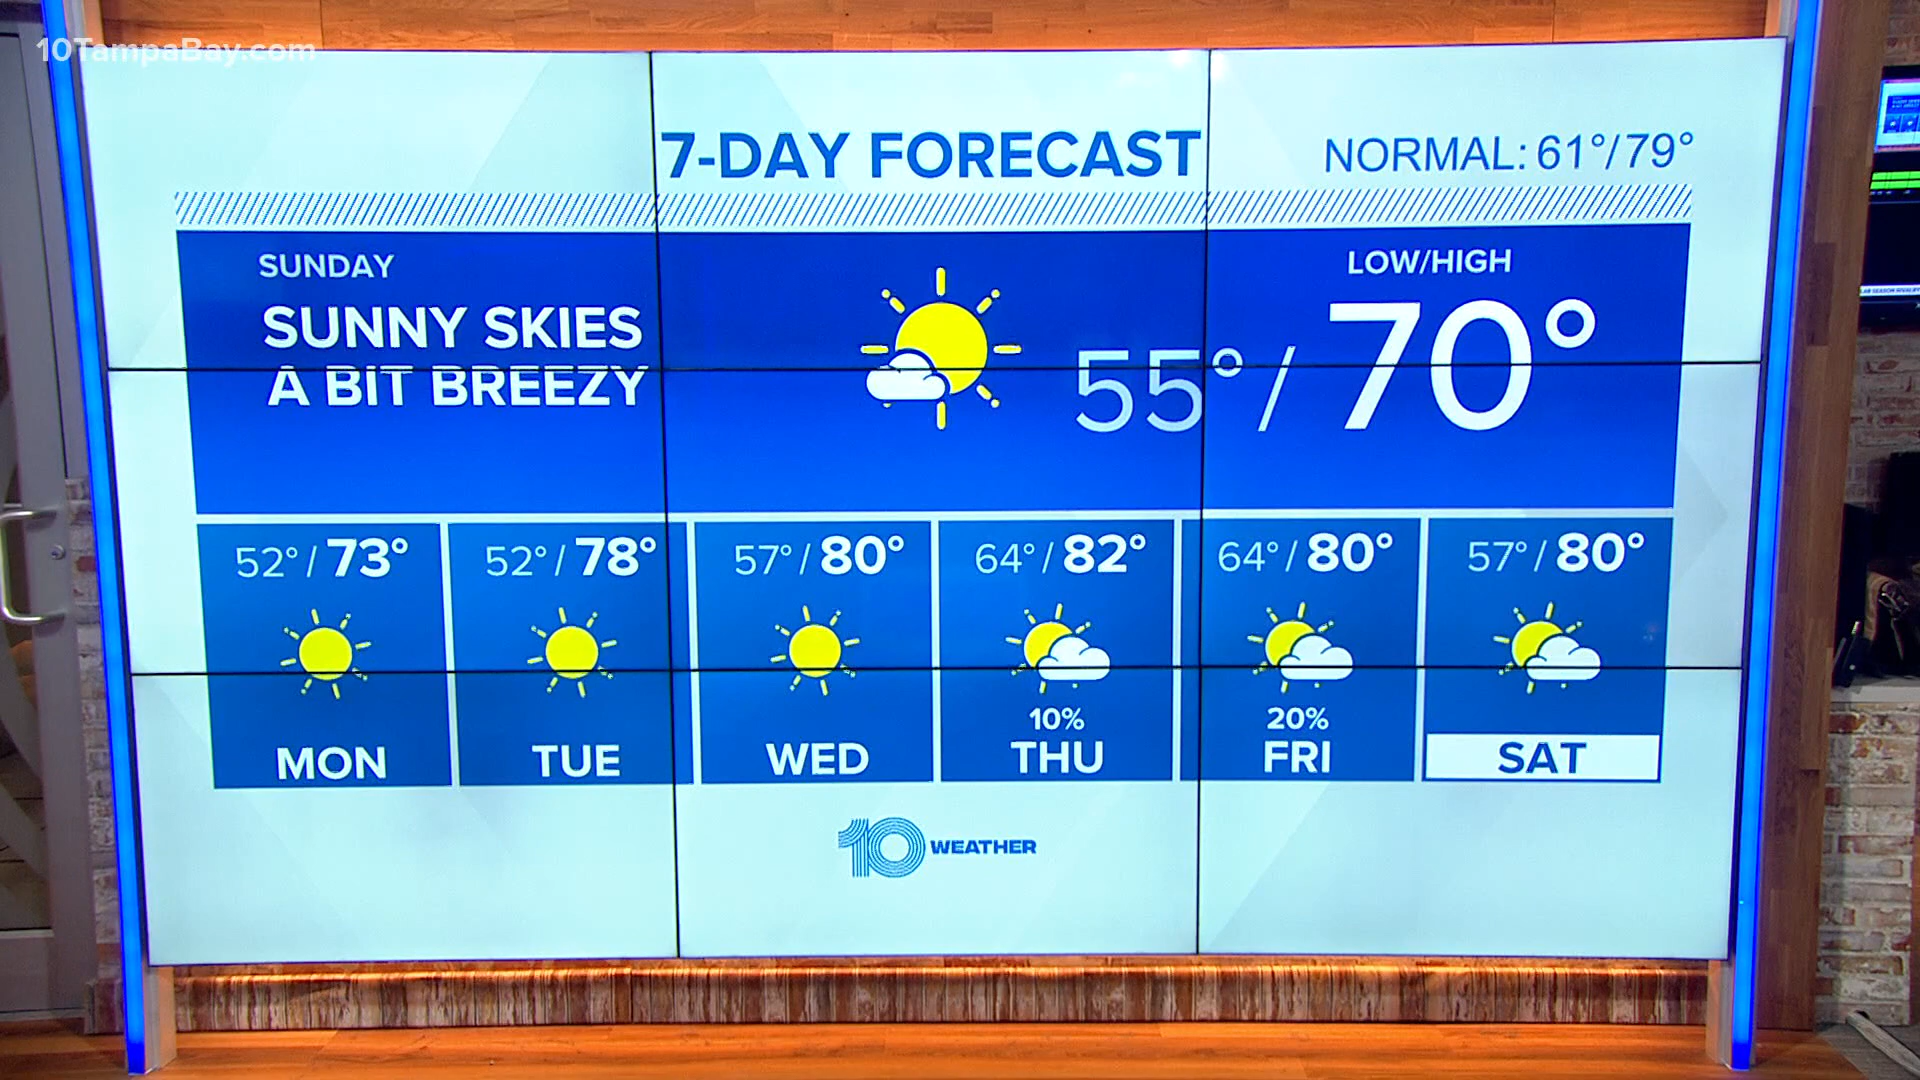 10TampaBay.com
7-DAY FORECAST
NORMAL: 61°/79°
SUNDAY
SUNNY SKIES
A BIT BREEZY
LOW/HIGH
55°/70°
52°/73°
MON
52°/78°
TUE
57°/80°
WED
64°/82°
10%
THU
64°/80°
20%
FRI
57°/80°
SAT
10 WEATHER